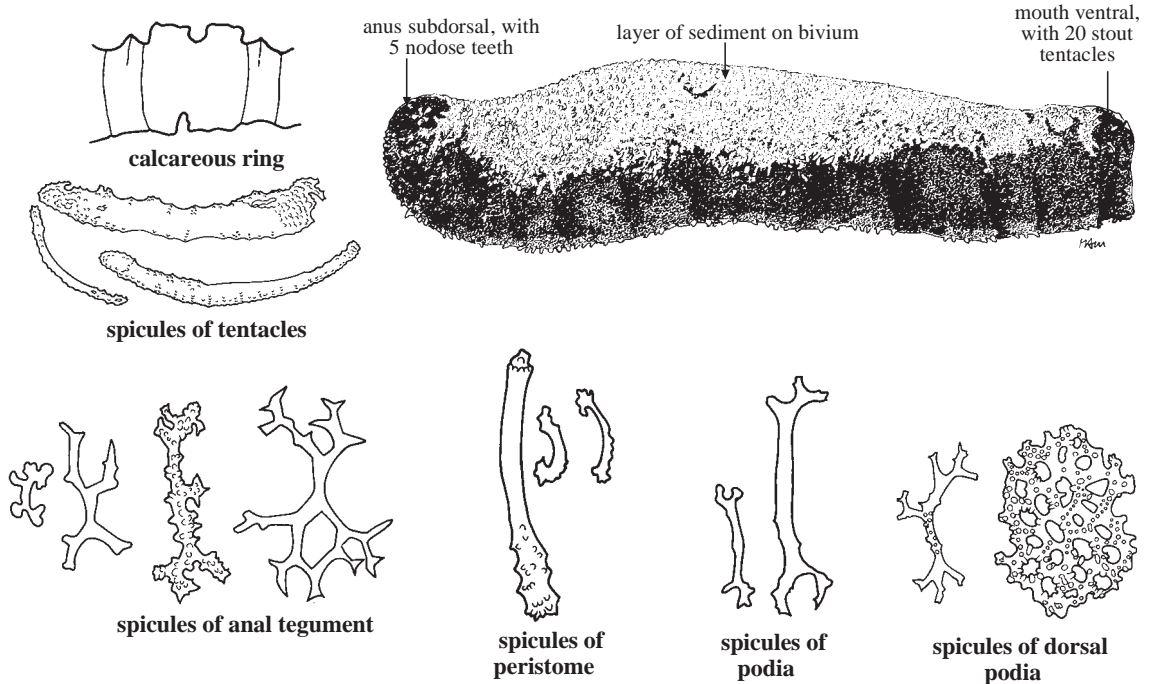 anus subdorsal, with
5 nodose teeth
layer of sediment on bivium
mouth ventral,
with 20 stout
tentacles
calcareous ring
spicules of tentacles
spicules of anal tegument
spicules of
peristome
spicules of
podia
spicules of dorsal
podia